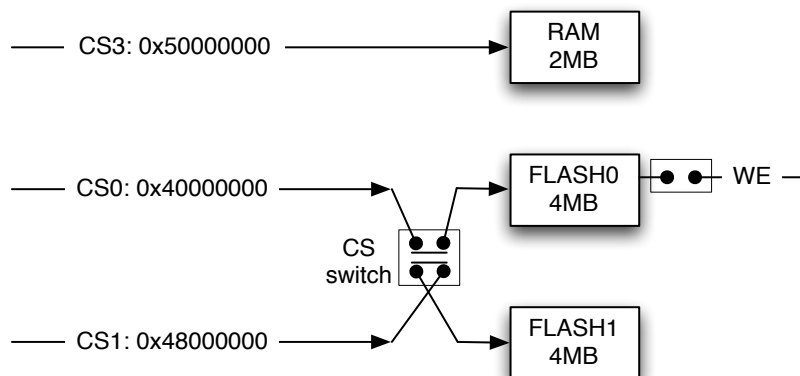 CS3: 0x50000000
RAM
2MB
CS0: 0x40000000
FLASH0
4MB
WE
CS
switch
CS1: 0x48000000
FLASH1
4MB